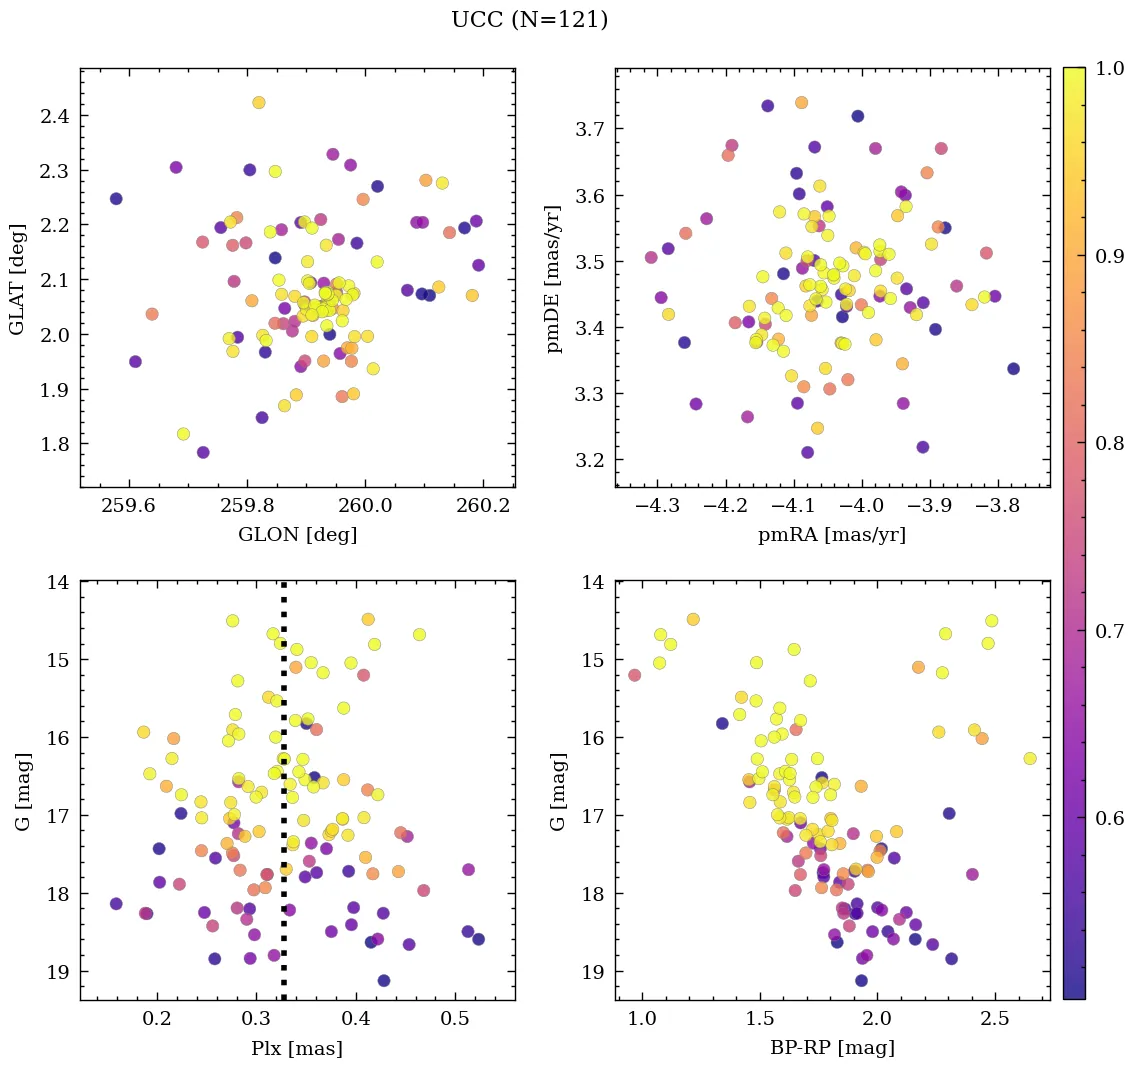 UCC (N=121)
2.4
2.3
2.2
2.1
2.0
1.9
1.8
GLAT [deg]
259.6 259.8 260.0 260.2
GLON [deg]
3.7
3.6
3.5
3.4
3.3
3.2
pmDE [mas/yr]
−4.3 −4.2 −4.1 −4.0 −3.9 −3.8
pmRA [mas/yr]
1.0
0.9
0.8
0.7
0.6
14
15
16
17
18
19
G [mag]
0.2 0.3 0.4 0.5
Plx [mas]
14
15
16
17
18
19
G [mag]
1.0 1.5 2.0 2.5
BP-RP [mag]